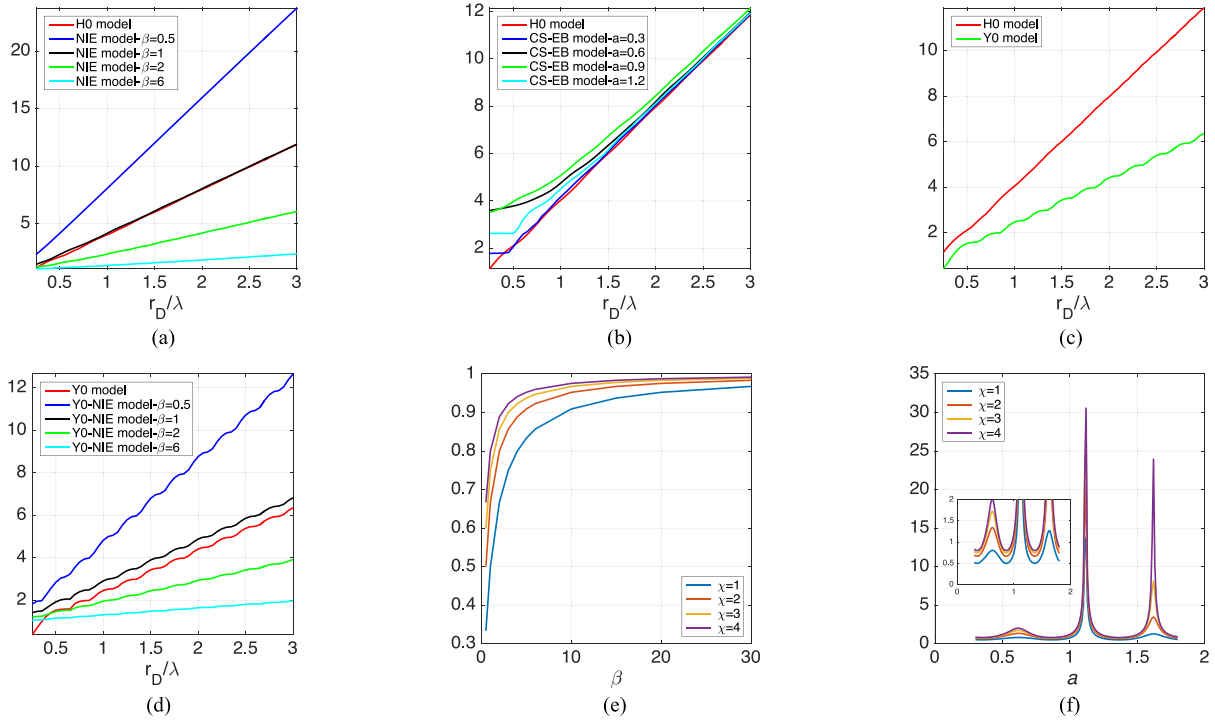 H0 model
NIE model-β=0.5
NIE model-β=1
NIE model-β=2
NIE model-β=6
20
15
10
5
0.5 1 1.5 2 2.5 3
r_D/λ
(a)
H0 model
CS-EB model-a=0.3
CS-EB model-a=0.6
CS-EB model-a=0.9
CS-EB model-a=1.2
12
10
8
6
4
2
0.5 1 1.5 2 2.5 3
r_D/λ
(b)
H0 model
Y0 model
10
8
6
4
2
0.5 1 1.5 2 2.5 3
r_D/λ
(c)
Y0 model
Y0-NIE model-β=0.5
Y0-NIE model-β=1
Y0-NIE model-β=2
Y0-NIE model-β=6
12
10
8
6
4
2
0.5 1 1.5 2 2.5 3
r_D/λ
(d)
1
0.9
0.8
0.7
0.6
0.5
0.4
0.3
χ=1
χ=2
χ=3
χ=4
0 10 20 30
β
(e)
35
30
25
20
15
10
5
0
χ=1
χ=2
χ=3
χ=4
2
1.5
1
0.5
0
0 1 2
0 0.5 1 1.5 2
a
(f)